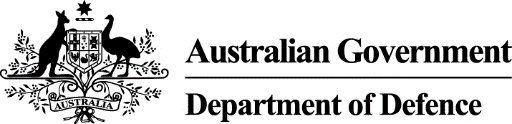 Australian Government
Department of Defence
AUSTRALIA